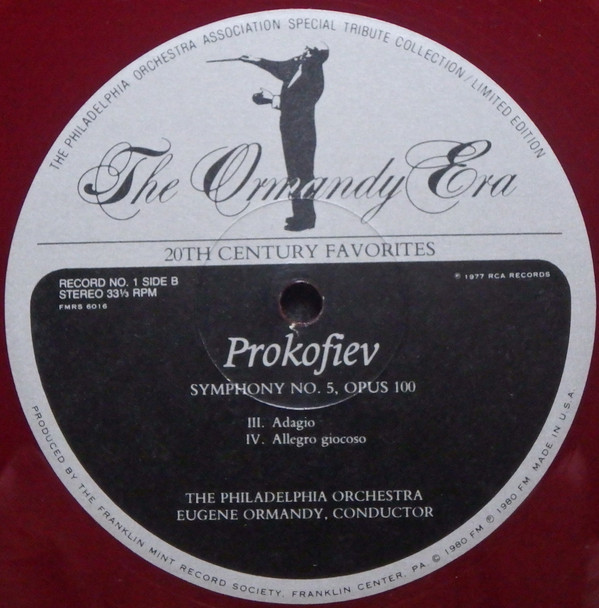 THE PHILADELPHIA ORCHESTRA ASSOCIATION SPECIAL TRIBUTE COLLECTION/LIMITED EDITION
The Ormandy Era
20TH CENTURY FAVORITES
RECORD NO. 1 SIDE B
STEREO 33⅓ RPM
FMRS 6016
℗ 1977 RCA RECORDS
Prokofiev
SYMPHONY NO. 5, OPUS 100
III. Adagio
IV. Allegro giocoso
THE PHILADELPHIA ORCHESTRA
EUGENE ORMANDY, CONDUCTOR
PRODUCED BY THE FRANKLIN MINT RECORD SOCIETY, FRANKLIN CENTER, PA. © 1980 FM ℗ 1980 FM MADE IN U.S.A.